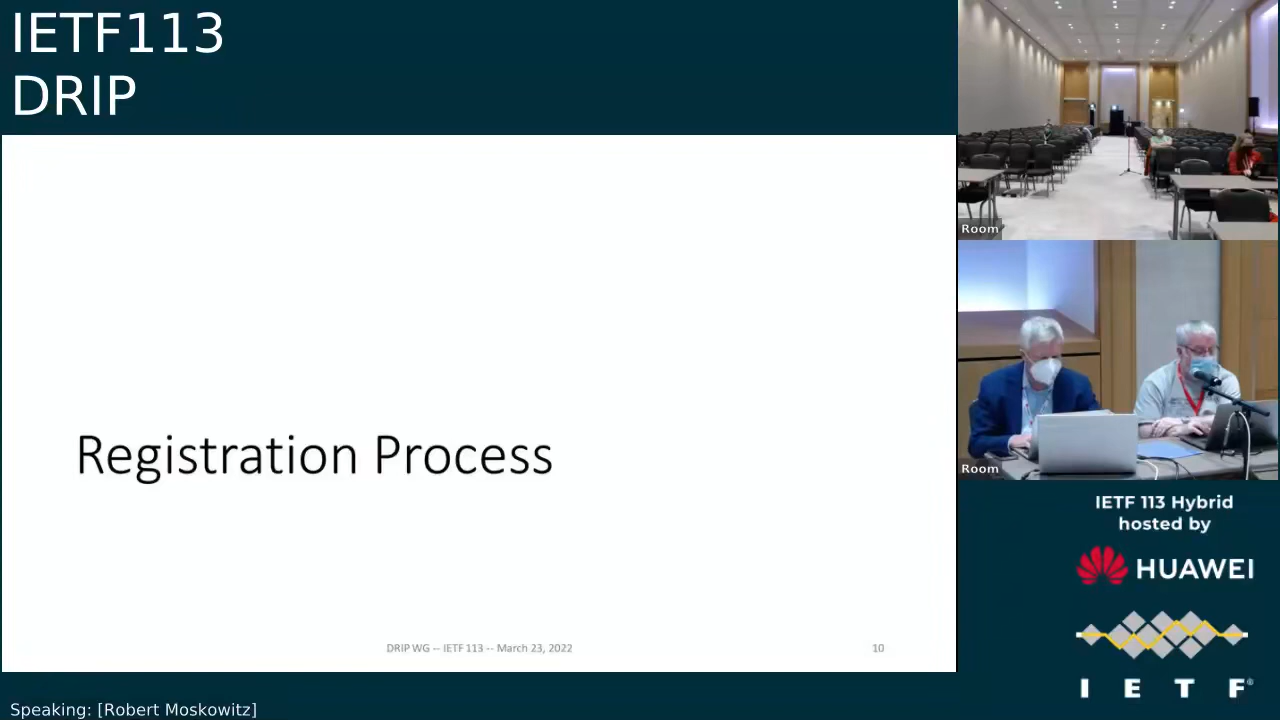 IETF113
DRIP
Registration Process
DRIP WG -- IETF 113 -- March 23, 2022
10
Room
Room
IETF 113 Hybrid
hosted by
HUAWEI
I E T F®
Speaking: [Robert Moskowitz]